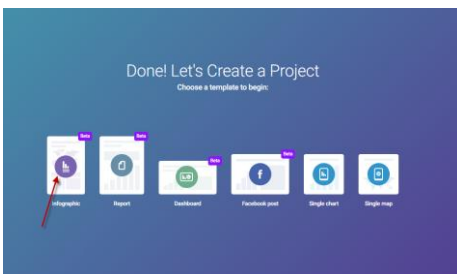 Done! Let's Create a Project
Choose a template to begin:
Beta
Beta
Beta
Beta
Infographic
Report
Dashboard
Facebook post
Single chart
Single map